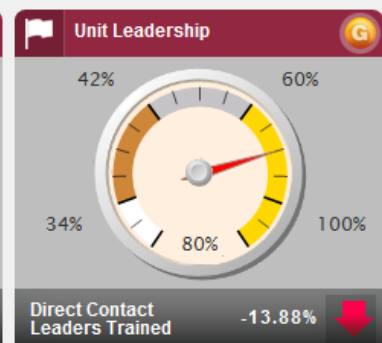 Unit Leadership
G
42%
60%
34%
100%
80%
Direct Contact
Leaders Trained
-13.88%